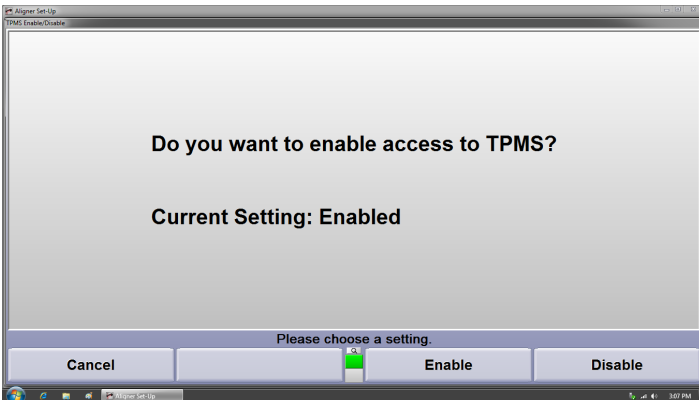 Aligner Set-Up
TPMS Enable/Disable
Do you want to enable access to TPMS?
Current Setting: Enabled
Please choose a setting.
Cancel
Enable
Disable
Aligner Set-Up
3:07 PM